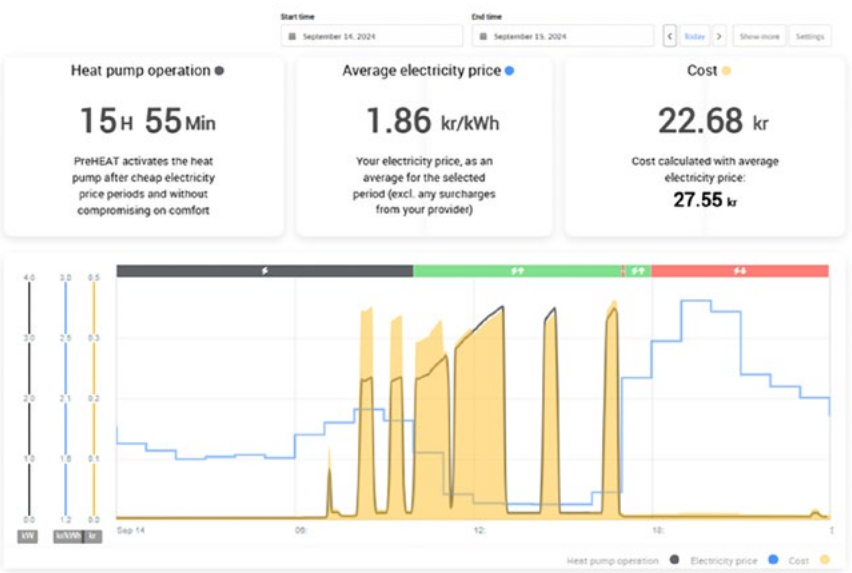 Start time
End time
September 14, 2024
September 15, 2024
< Today > Show more Settings
Heat pump operation
15 H 55 Min
PreHEAT activates the heat
pump after cheap electricity
price periods and without
compromising on comfort
Average electricity price
1.86 kr/kWh
Your electricity price, as an
average for the selected
period (excl. any surcharges
from your provider)
Cost
22.68 kr
Cost calculated with average
electricity price:
27.55 kr
4.0 3.0 0.5
3.0 2.5 0.3
2.0 2.1 0.2
1.0 1.6 0.1
0.0 1.2 0.0
kW kr/kWh kr
Sep 14 06: 12: 18:
Heat pump operation Electricity price Cost